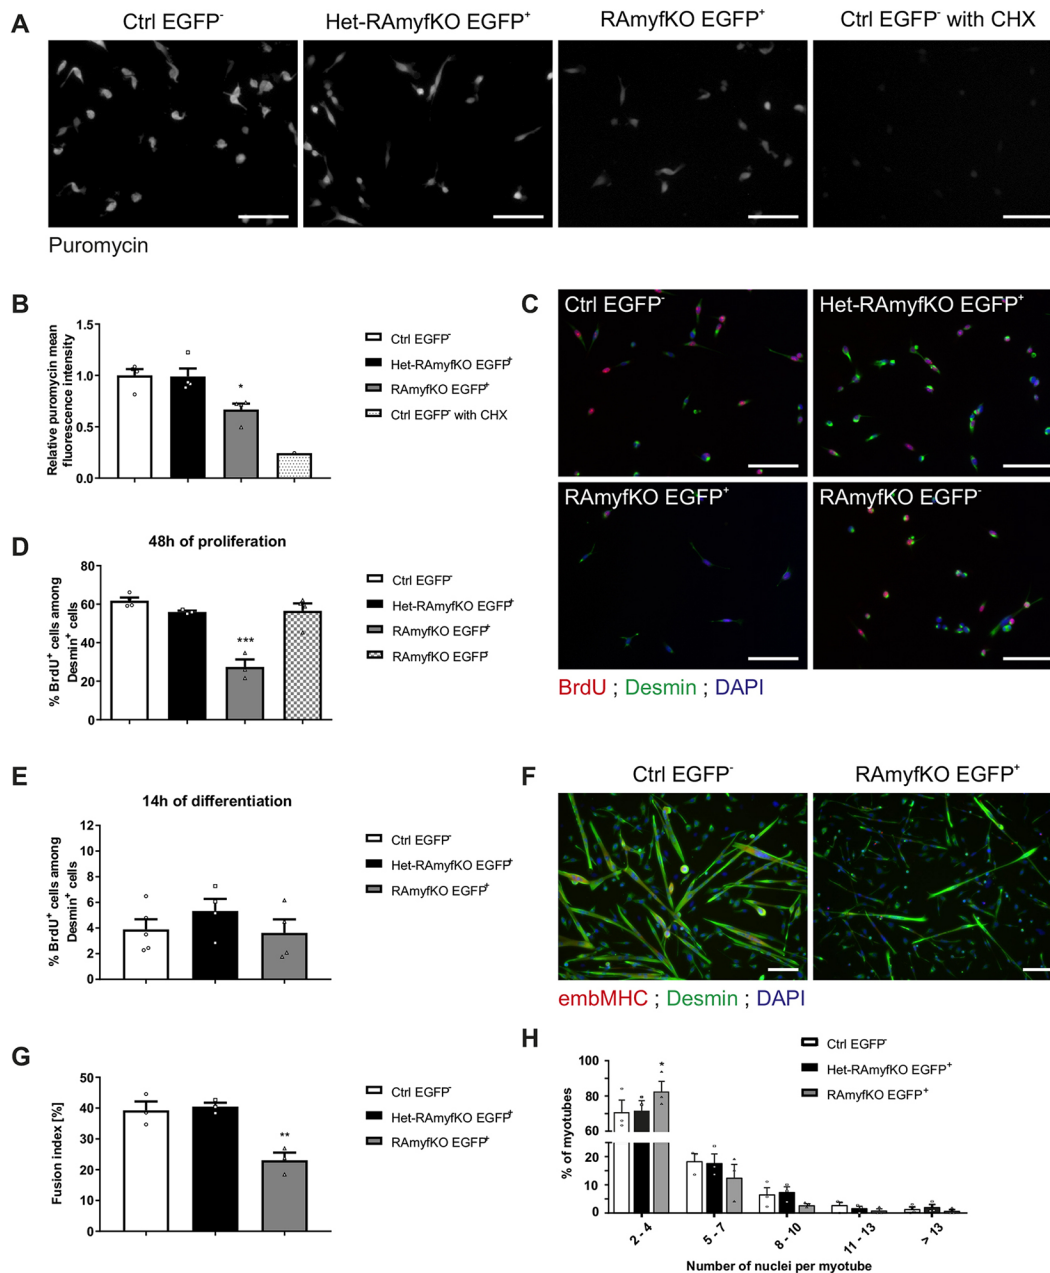 A
Ctrl EGFP⁻
Het-RAmyfKO EGFP⁺
RAmyfKO EGFP⁺
Ctrl EGFP⁻ with CHX
Puromycin
B
Relative puromycin mean
fluorescence intensity
1.5
1.0
0.5
0.0
*
Ctrl EGFP⁻
Het-RAmyfKO EGFP⁺
RAmyfKO EGFP⁺
Ctrl EGFP⁻ with CHX
C
Ctrl EGFP⁻
Het-RAmyfKO EGFP⁺
RAmyfKO EGFP⁺
RAmyfKO EGFP⁻
BrdU ; Desmin ; DAPI
D
48h of proliferation
% BrdU⁺ cells among
Desmin⁺ cells
80
60
40
20
0
***
Ctrl EGFP⁻
Het-RAmyfKO EGFP⁺
RAmyfKO EGFP⁺
RAmyfKO EGFP⁻
E
14h of differentiation
% BrdU⁺ cells among
Desmin⁺ cells
12
10
8
6
4
2
0
Ctrl EGFP⁻
Het-RAmyfKO EGFP⁺
RAmyfKO EGFP⁺
F
Ctrl EGFP⁻
RAmyfKO EGFP⁺
embMHC ; Desmin ; DAPI
G
Fusion index [%]
50
40
30
20
10
0
**
Ctrl EGFP⁻
Het-RAmyfKO EGFP⁺
RAmyfKO EGFP⁺
H
% of myotubes
100
80
60
20
10
0
*
Ctrl EGFP⁻
Het-RAmyfKO EGFP⁺
RAmyfKO EGFP⁺
2 - 4
5 - 7
8 - 10
11 - 13
> 13
Number of nuclei per myotube